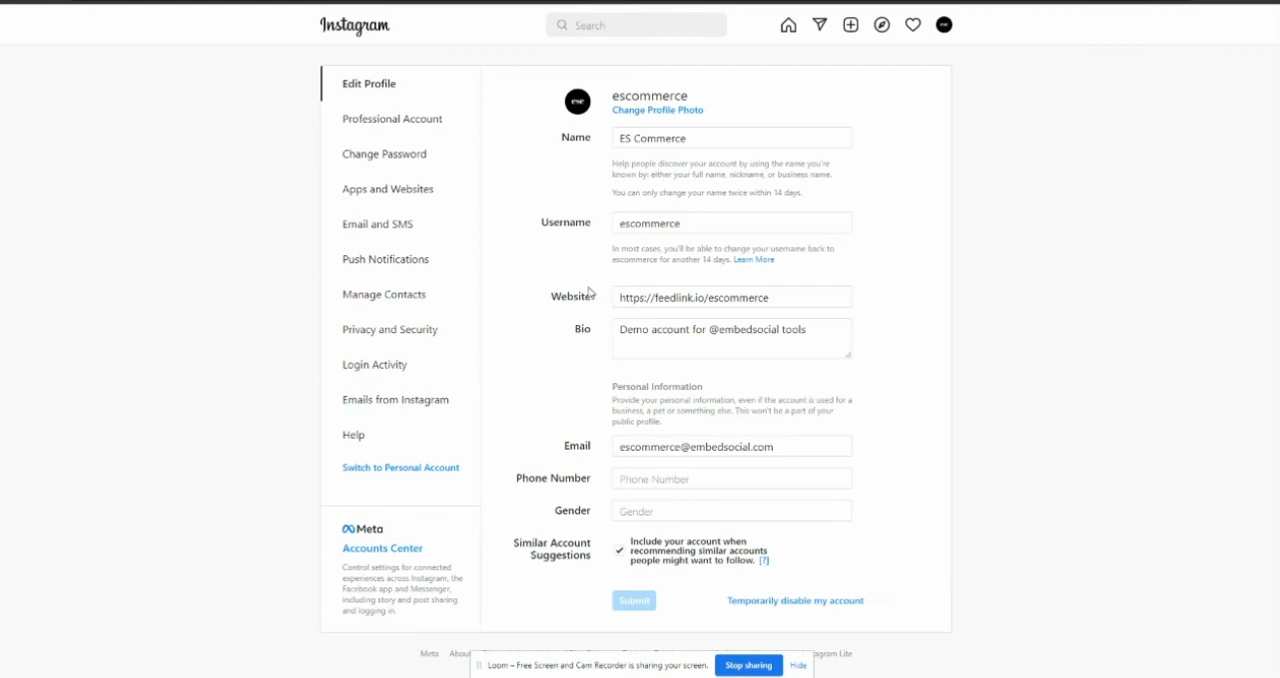 Instagram
Search
ese
Edit Profile
Professional Account
Change Password
Apps and Websites
Email and SMS
Push Notifications
Manage Contacts
Privacy and Security
Login Activity
Emails from Instagram
Help
Switch to Personal Account
Meta
Accounts Center
Control settings for connected
experiences across Instagram, the
Facebook app and Messenger,
including story and post sharing
and logging in.
ese
escommerce
Change Profile Photo
Name
ES Commerce
Help people discover your account by using the name you're
known by: either your full name, nickname, or business name.
You can only change your name twice within 14 days.
Username
escommerce
In most cases, you'll be able to change your username back to
escommerce for another 14 days. Learn More
Website
https://feedlink.io/escommerce
Bio
Demo account for @embedsocial tools
Personal Information
Provide your personal information, even if the account is used for a
business, a pet or something else. This won't be a part of your
public profile.
Email
escommerce@embedsocial.com
Phone Number
Phone Number
Gender
Gender
Similar Account
Suggestions
Include your account when
recommending similar accounts
people might want to follow. [?]
Submit
Temporarily disable my account
Meta
Loom – Free Screen and Cam Recorder is sharing your screen.
Stop sharing
Hide
Lite